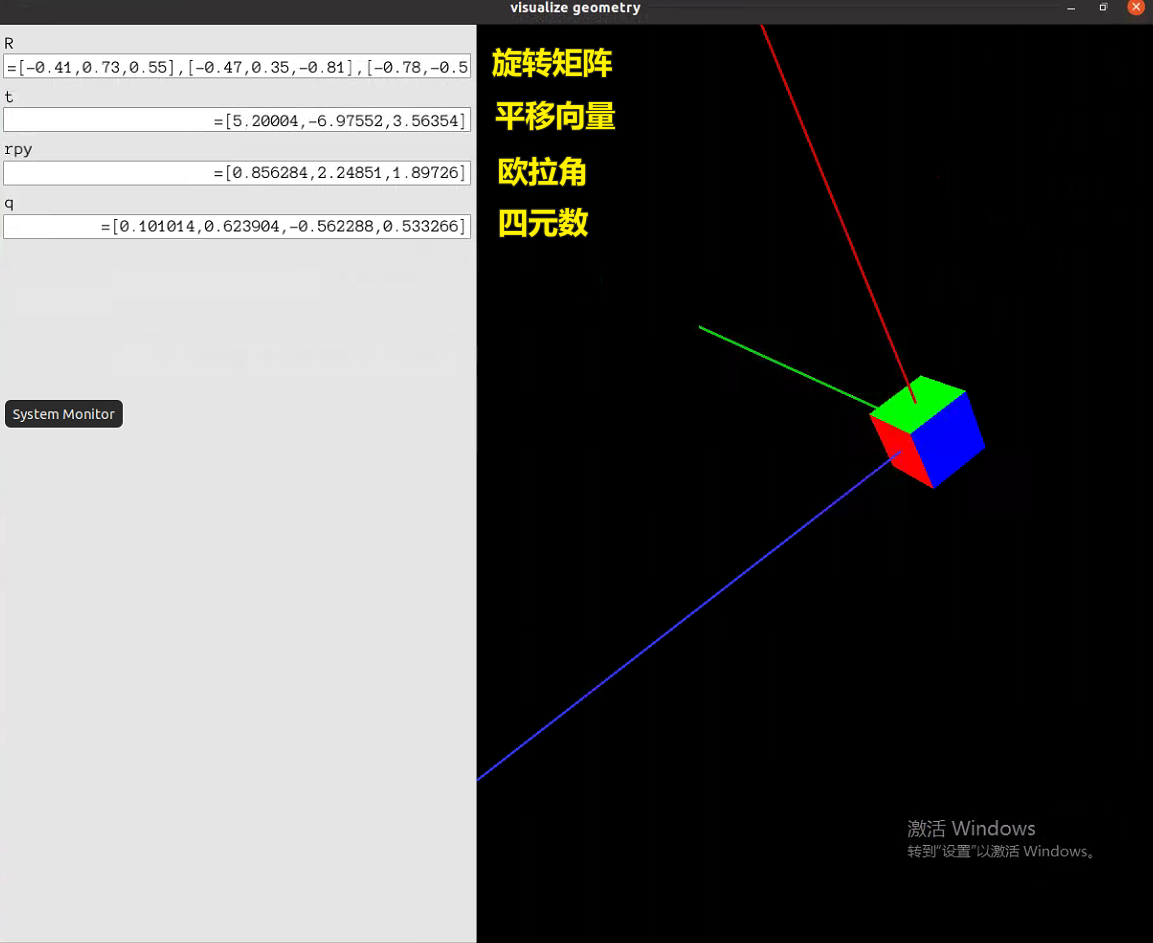 visualize geometry
R
=[-0.41,0.73,0.55],[-0.47,0.35,-0.81],[-0.78,-0.5
旋转矩阵
t
=[5.20004,-6.97552,3.56354]
平移向量
rpy
=[0.856284,2.24851,1.89726]
欧拉角
q
=[0.101014,0.623904,-0.562288,0.533266]
四元数
System Monitor
激活 Windows
转到"设置"以激活 Windows。